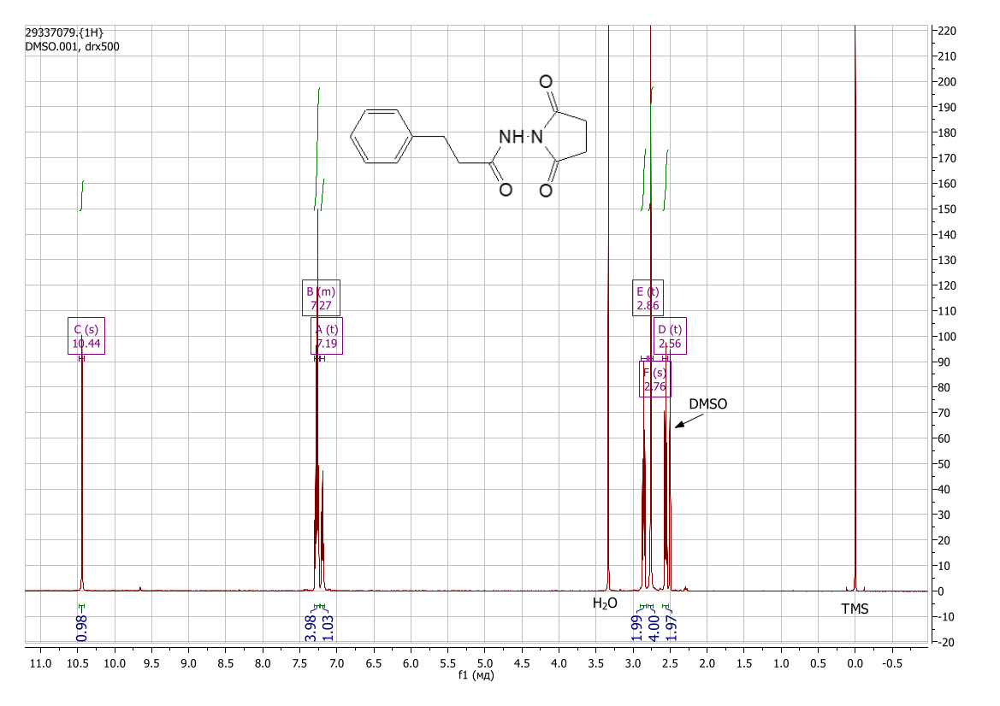 29337079.{1H}
DMSO.001, drx500
O
NH N
O
O
B (m)
7.27
E (t)
2.86
C (s)
10.44
A (t)
7.19
D (t)
2.56
F (s)
2.76
DMSO
H₂O
TMS
0.98
3.98
1.03
1.99
4.00
1.97
220
210
200
190
180
170
160
150
140
130
120
110
100
90
80
70
60
50
40
30
20
10
0
-10
-20
11.0 10.5 10.0 9.5 9.0 8.5 8.0 7.5 7.0 6.5 6.0 5.5 5.0 4.5 4.0 3.5 3.0 2.5 2.0 1.5 1.0 0.5 0.0 -0.5
f1 (мд)